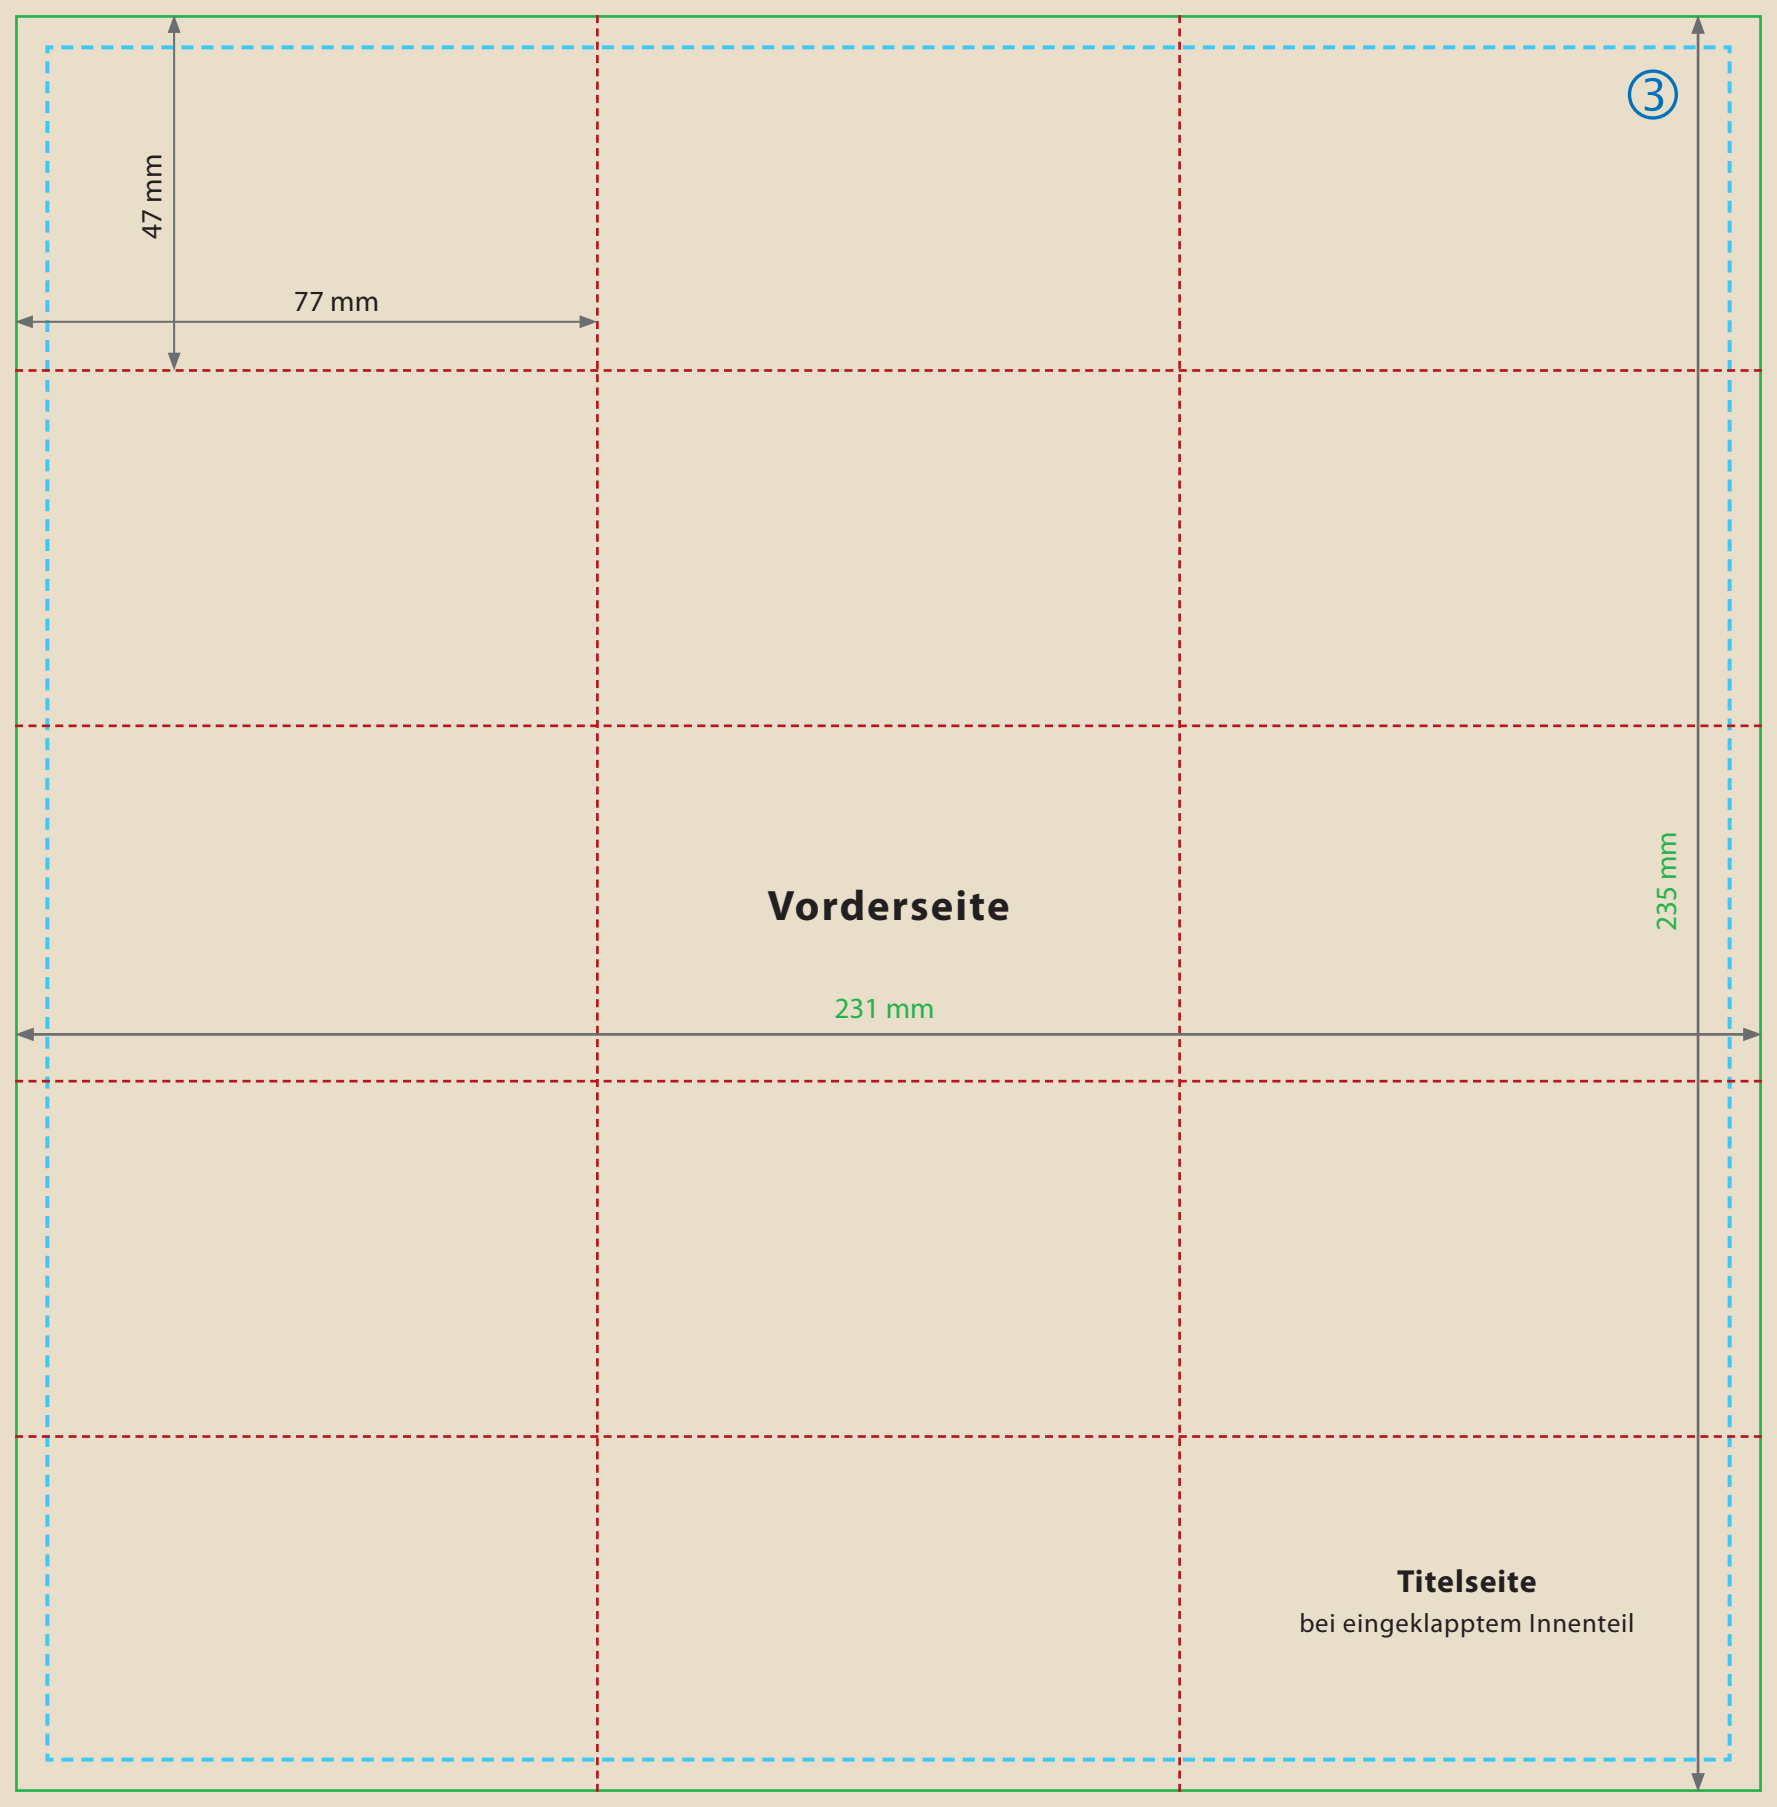 ③
47 mm
77 mm
Vorderseite
235 mm
231 mm
Titelseite
bei eingeklapptem Innenteil